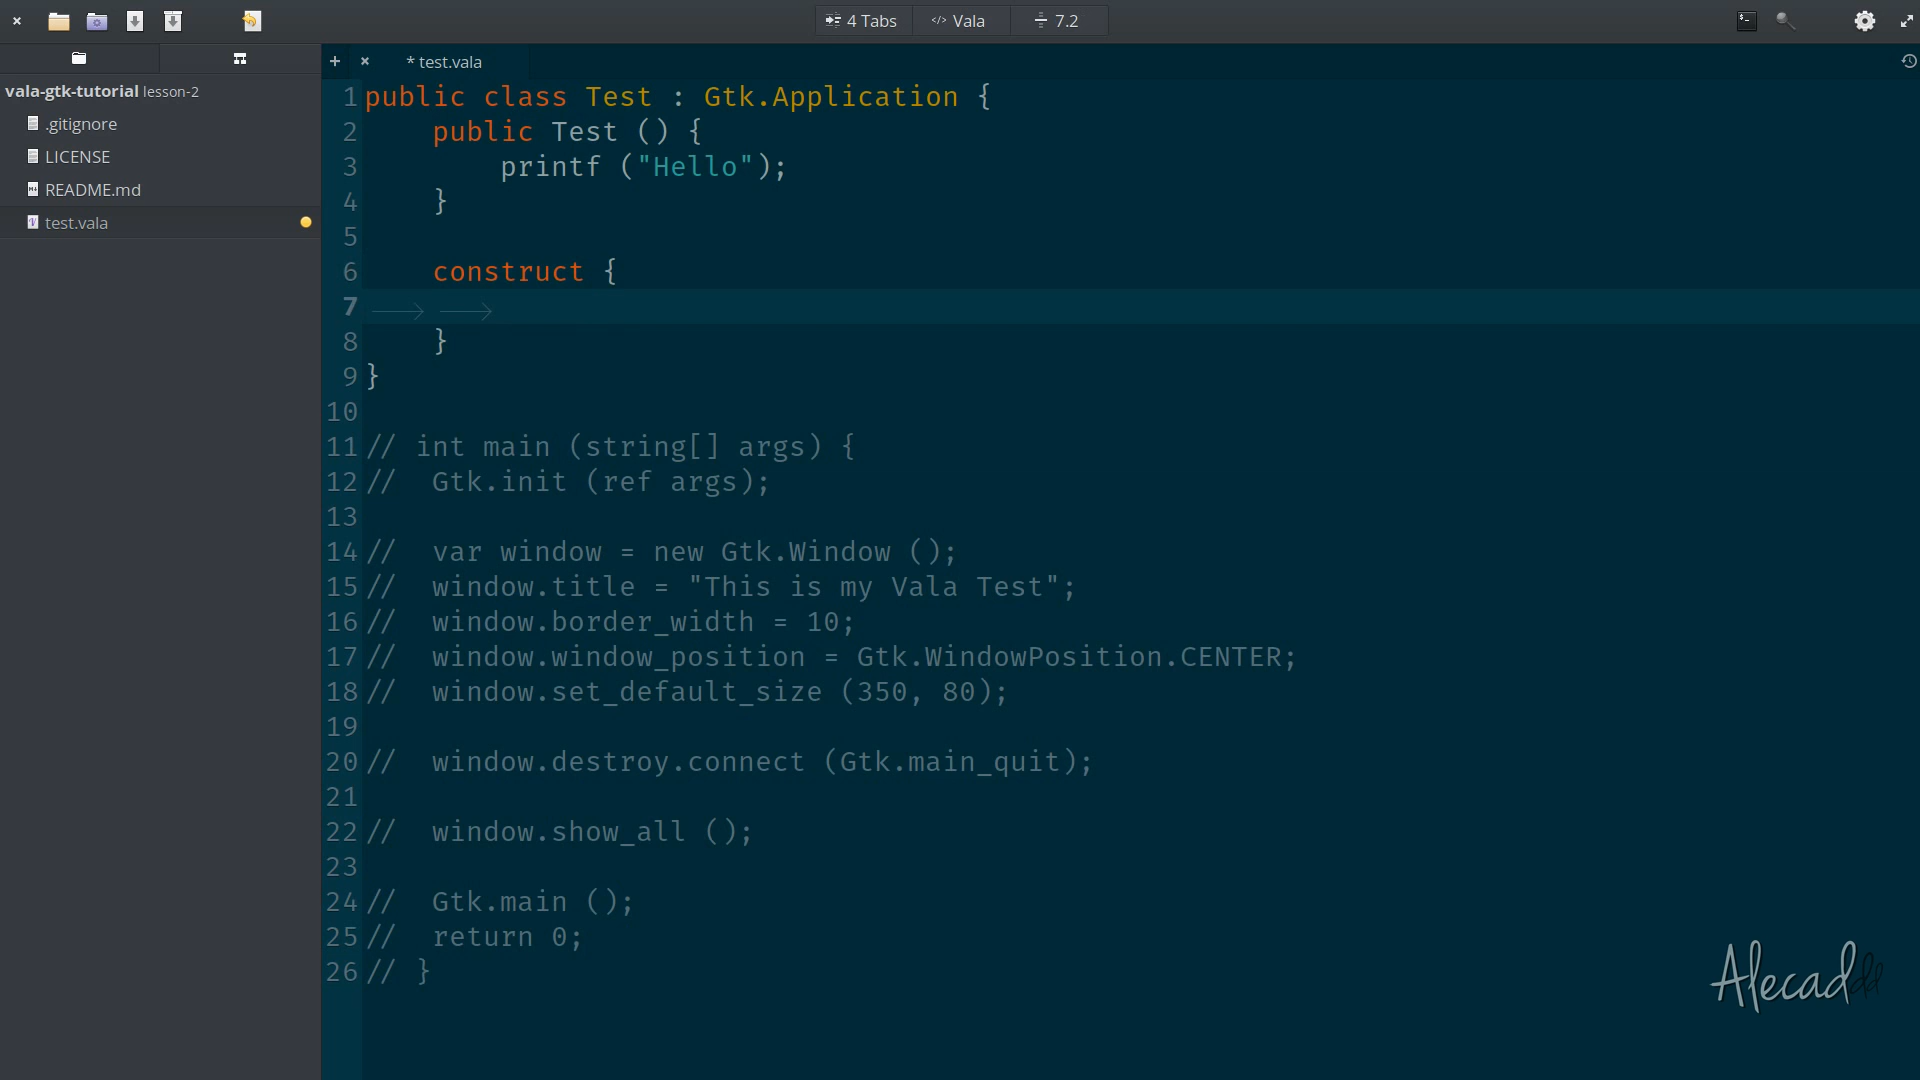 4 Tabs
Vala
7.2
vala-gtk-tutorial lesson-2
.gitignore
LICENSE
README.md
test.vala
* test.vala
1 public class Test : Gtk.Application {
2 public Test () {
3 printf ("Hello");
4 }
5
6 construct {
7
8 }
9 }
10
11 // int main (string[] args) {
12 // Gtk.init (ref args);
13
14 // var window = new Gtk.Window ();
15 // window.title = "This is my Vala Test";
16 // window.border_width = 10;
17 // window.window_position = Gtk.WindowPosition.CENTER;
18 // window.set_default_size (350, 80);
19
20 // window.destroy.connect (Gtk.main_quit);
21
22 // window.show_all ();
23
24 // Gtk.main ();
25 // return 0;
26 // }
Alecaddd